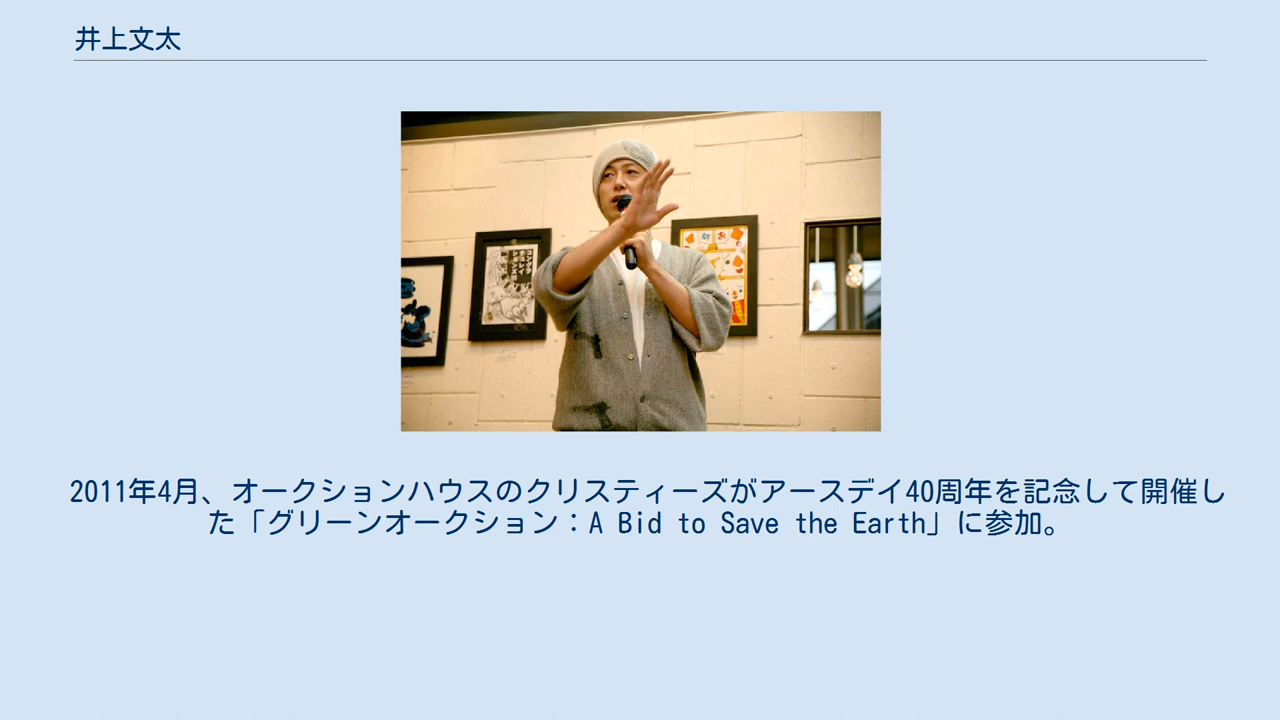 井上文太
2011年4月、オークションハウスのクリスティーズがアースデイ40周年を記念して開催し
た「グリーンオークション：A Bid to Save the Earth」に参加。